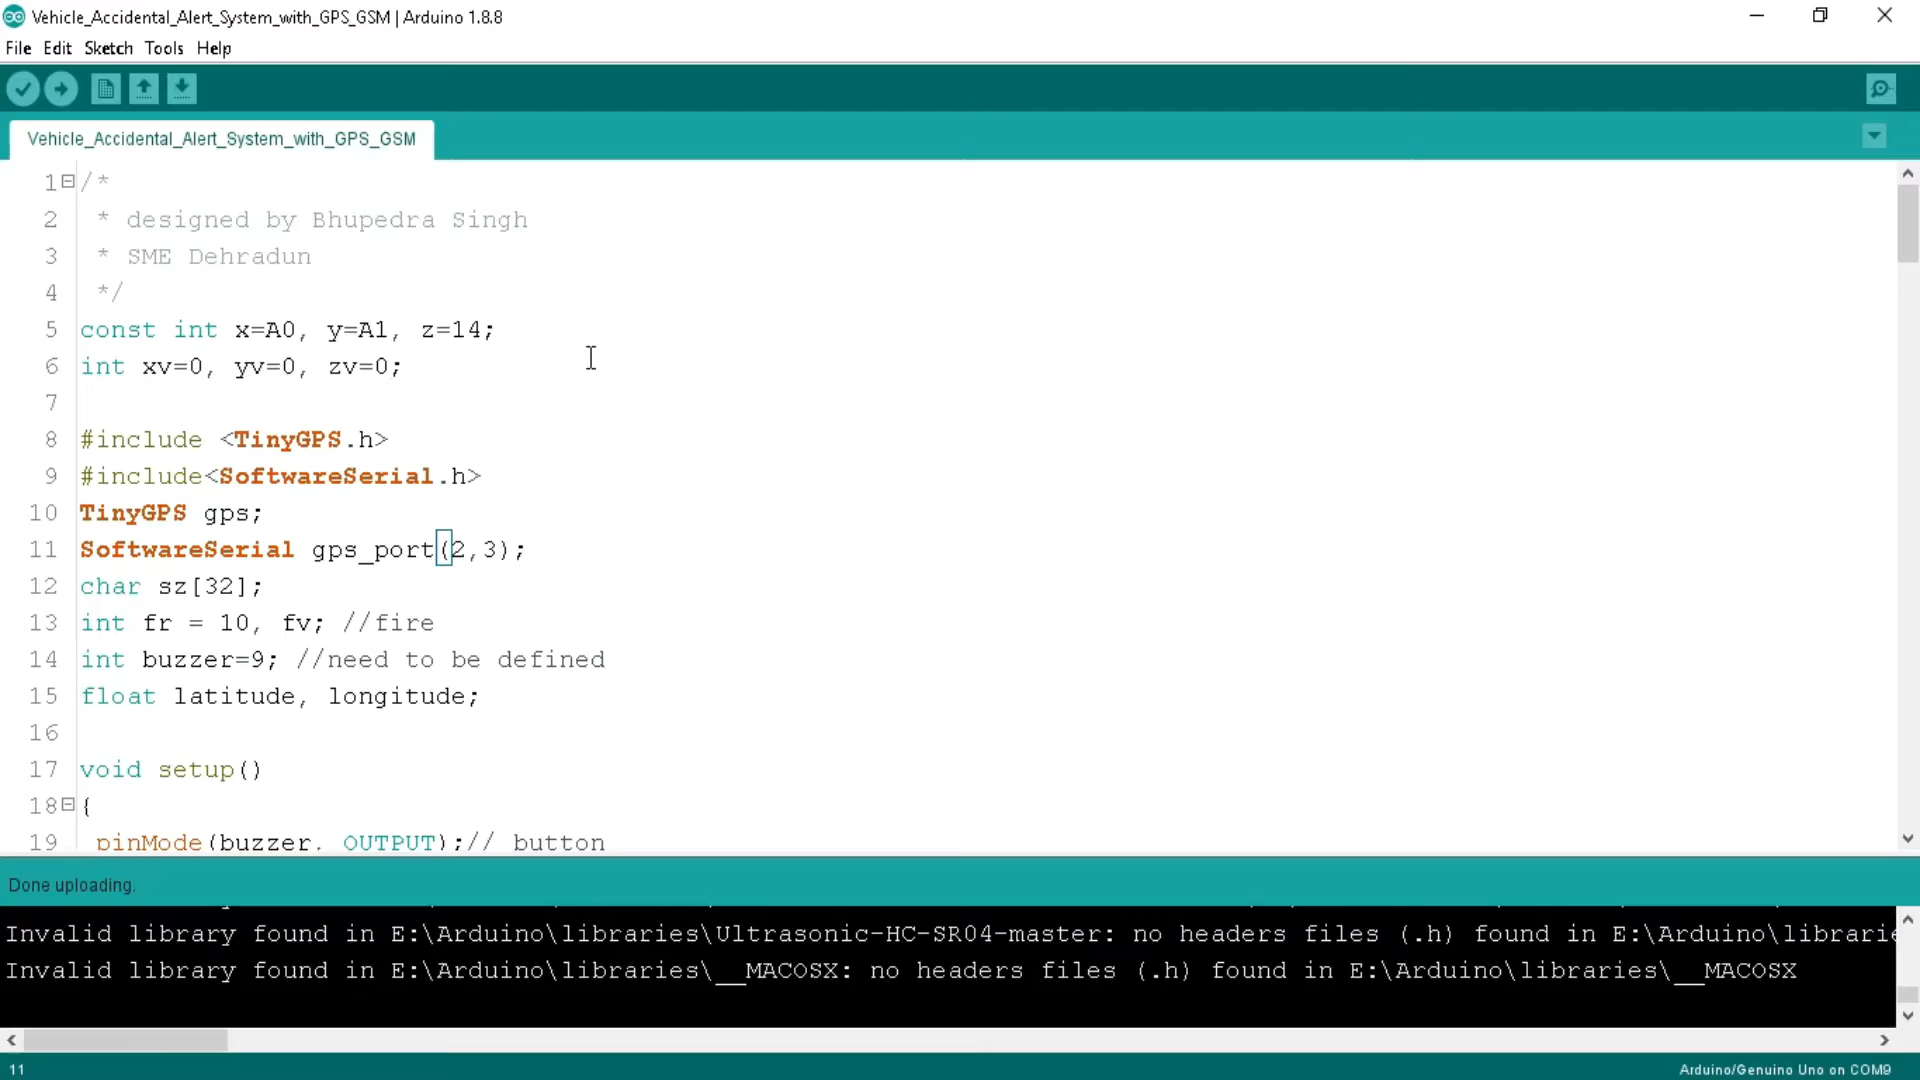 Vehicle_Accidental_Alert_System_with_GPS_GSM | Arduino 1.8.8
File Edit Sketch Tools Help
Vehicle_Accidental_Alert_System_with_GPS_GSM
1 /*
2 * designed by Bhupedra Singh
3 * SME Dehradun
4 */
5 const int x=A0, y=A1, z=14;
6 int xv=0, yv=0, zv=0;
7
8 #include <TinyGPS.h>
9 #include<SoftwareSerial.h>
10 TinyGPS gps;
11 SoftwareSerial gps_port(2,3);
12 char sz[32];
13 int fr = 10, fv; //fire
14 int buzzer=9; //need to be defined
15 float latitude, longitude;
16
17 void setup()
18 {
19 pinMode(buzzer, OUTPUT);// button
Done uploading.
Invalid library found in E:\Arduino\libraries\Ultrasonic-HC-SR04-master: no headers files (.h) found in E:\Arduino\librarie
Invalid library found in E:\Arduino\libraries\__MACOSX: no headers files (.h) found in E:\Arduino\libraries\__MACOSX
11 Arduino/Genuino Uno on COM9